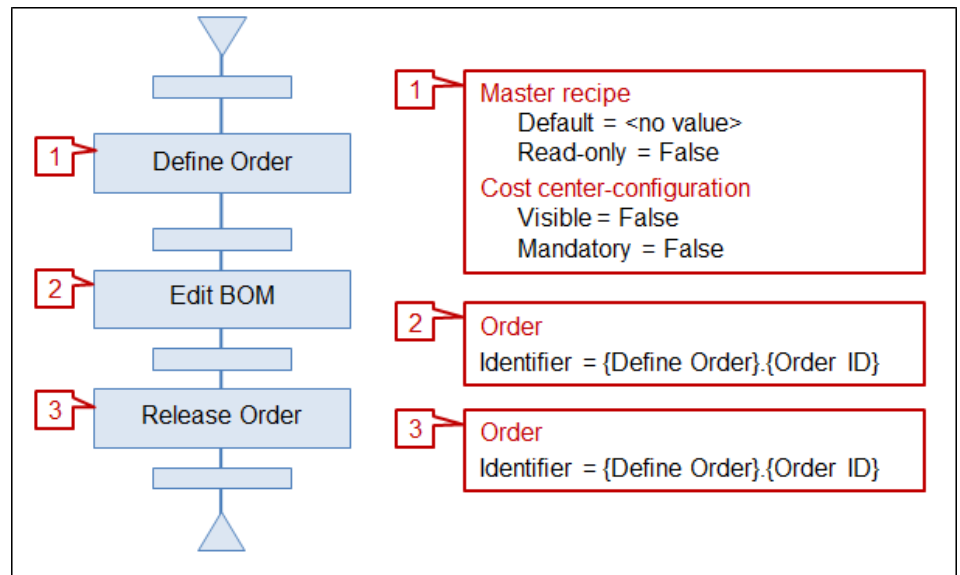 1
Define Order
2
Edit BOM
3
Release Order
1
Master recipe
Default = <no value>
Read-only = False
Cost center-configuration
Visible = False
Mandatory = False
2
Order
Identifier = {Define Order}.{Order ID}
3
Order
Identifier = {Define Order}.{Order ID}